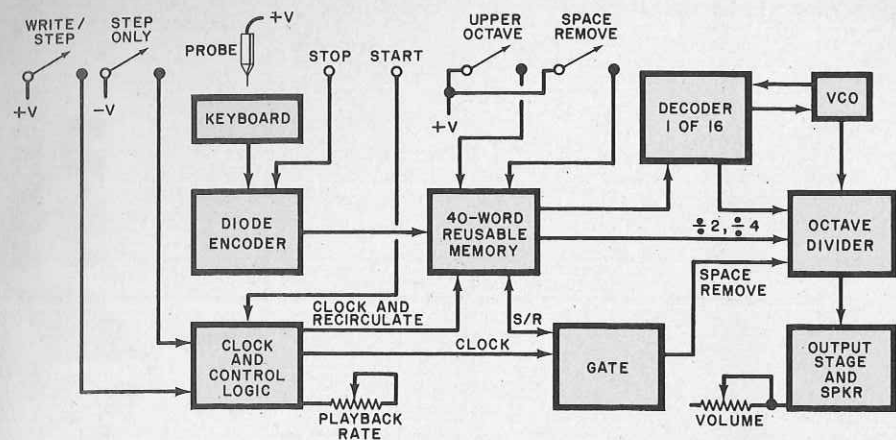 WRITE/
STEP
STEP
ONLY
+V
-V
PROBE
+V
STOP
START
UPPER
OCTAVE
SPACE
REMOVE
+V
KEYBOARD
DIODE
ENCODER
40-WORD
REUSABLE
MEMORY
DECODER
1 OF 16
VCO
OCTAVE
DIVIDER
÷2, ÷4
SPACE
REMOVE
CLOCK AND
RECIRCULATE
S/R
CLOCK
CLOCK
AND
CONTROL
LOGIC
GATE
OUTPUT
STAGE
AND
SPKR
PLAYBACK
RATE
VOLUME